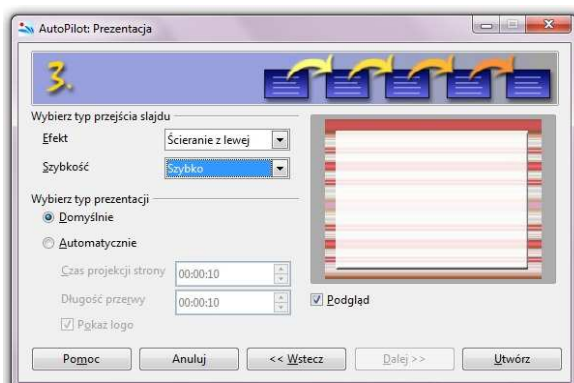 AutoPilot: Prezentacja
3.
Wybierz typ przejścia slajdu
Efekt
Ścieranie z lewej
Szybkość
Szybko
Wybierz typ prezentacji
Domyślnie
Automatycznie
Czas projekcji strony
00:00:10
Długość przerwy
00:00:10
Pokaż logo
Podgląd
Pomoc
Anuluj
<< Wstecz
Dalej >>
Utwórz